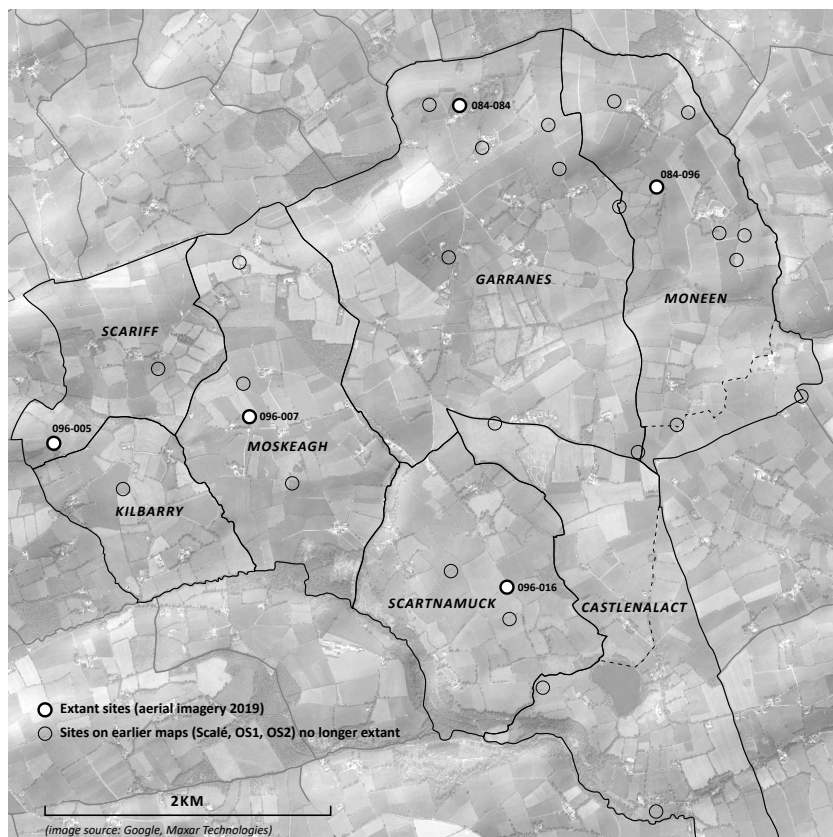 084-084
084-096
GARRANES
MONEEN
SCARIFF
096-007
096-005
MOSKEAGH
KILBARRY
096-016
SCARTNAMUCK
CASTLENALACT
Extant sites (aerial imagery 2019)
Sites on earlier maps (Scalé, OS1, OS2) no longer extant
2KM
(image source: Google, Maxar Technologies)